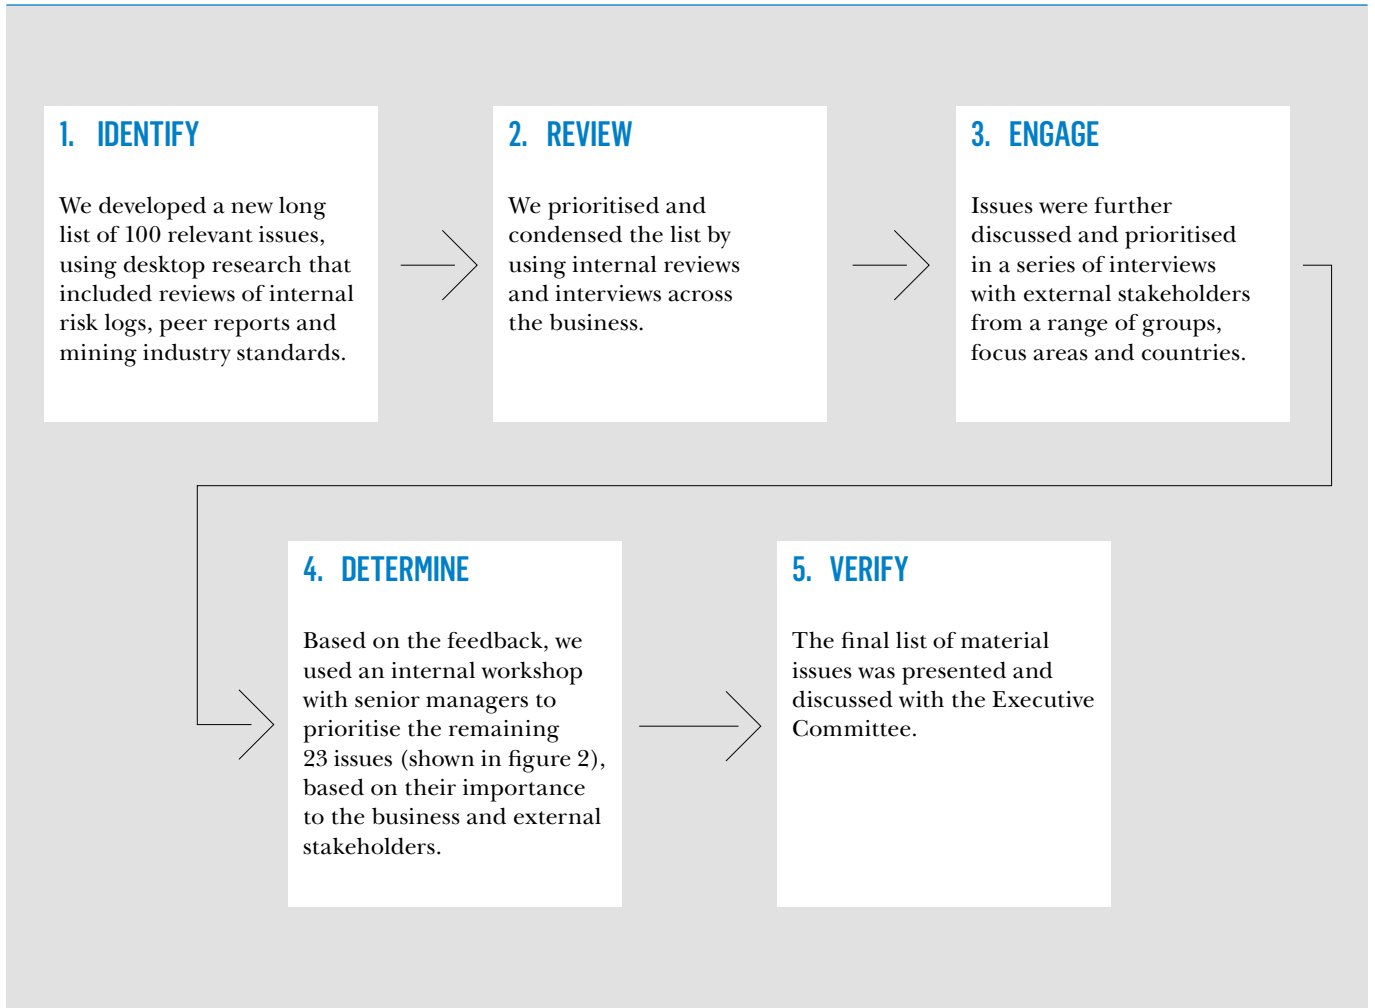 1. IDENTIFY
We developed a new long
list of 100 relevant issues,
using desktop research that
included reviews of internal
risk logs, peer reports and
mining industry standards.
2. REVIEW
We prioritised and
condensed the list by
using internal reviews
and interviews across
the business.
3. ENGAGE
Issues were further
discussed and prioritised
in a series of interviews
with external stakeholders
from a range of groups,
focus areas and countries.
4. DETERMINE
Based on the feedback, we
used an internal workshop
with senior managers to
prioritise the remaining
23 issues (shown in figure 2),
based on their importance
to the business and external
stakeholders.
5. VERIFY
The final list of material
issues was presented and
discussed with the Executive
Committee.